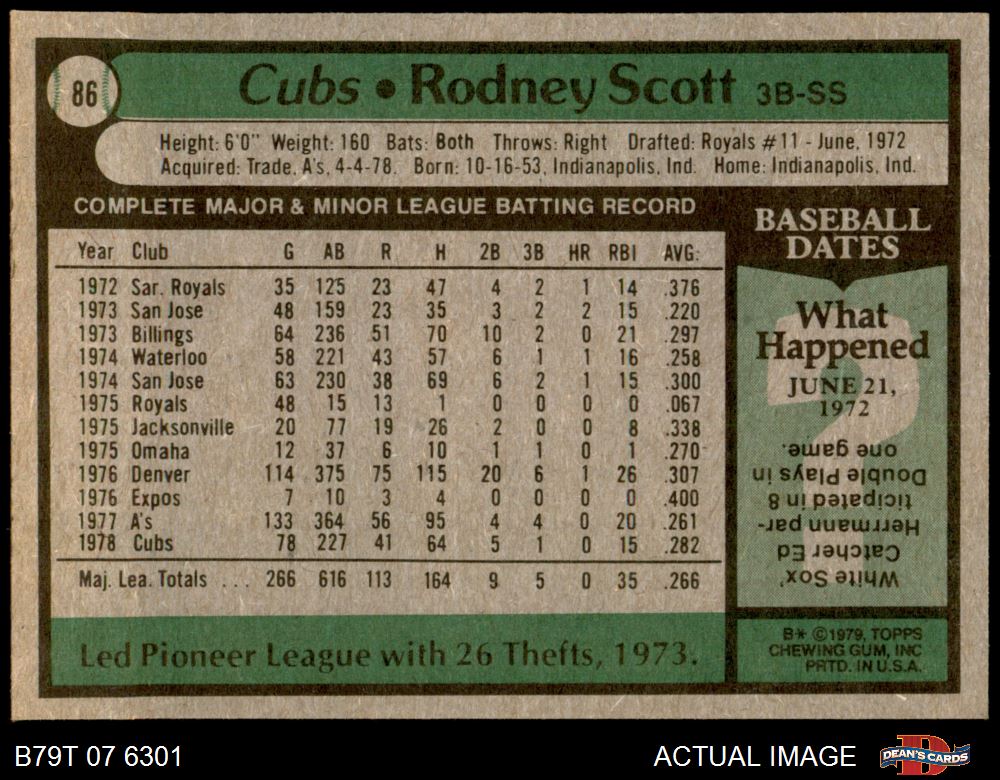 86
Cubs • Rodney Scott 3B-SS
Height: 6'0" Weight: 160 Bats: Both Throws: Right Drafted: Royals #11 - June, 1972
Acquired: Trade, A's, 4-4-78. Born: 10-16-53, Indianapolis, Ind. Home: Indianapolis, Ind.
COMPLETE MAJOR & MINOR LEAGUE BATTING RECORD
Year Club G AB R H 2B 3B HR RBI AVG.
1972 Sar. Royals 35 125 23 47 4 2 1 14 .376
1973 San Jose 48 159 23 35 3 2 2 15 .220
1973 Billings 64 236 51 70 10 2 0 21 .297
1974 Waterloo 58 221 43 57 6 1 1 16 .258
1974 San Jose 63 230 38 69 6 2 1 15 .300
1975 Royals 48 15 13 1 0 0 0 0 .067
1975 Jacksonville 20 77 19 26 2 0 0 8 .338
1975 Omaha 12 37 6 10 1 1 0 1 .270
1976 Denver 114 375 75 115 20 6 1 26 .307
1976 Expos 7 10 3 4 0 0 0 0 .400
1977 A's 133 364 56 95 4 4 0 20 .261
1978 Cubs 78 227 41 64 5 1 0 15 .282
Maj. Lea. Totals ... 266 616 113 164 9 5 0 35 .266
Led Pioneer League with 26 Thefts, 1973.
BASEBALL
DATES
What
Happened
JUNE 21,
1972
?
White Sox'
Catcher Ed
Herrmann par-
ticipated in 8
Double Plays in
one game.
B* ©1979, TOPPS
CHEWING GUM, INC
PRTD. IN U.S.A.
B79T 07 6301
ACTUAL IMAGE
DEAN'S CARDS